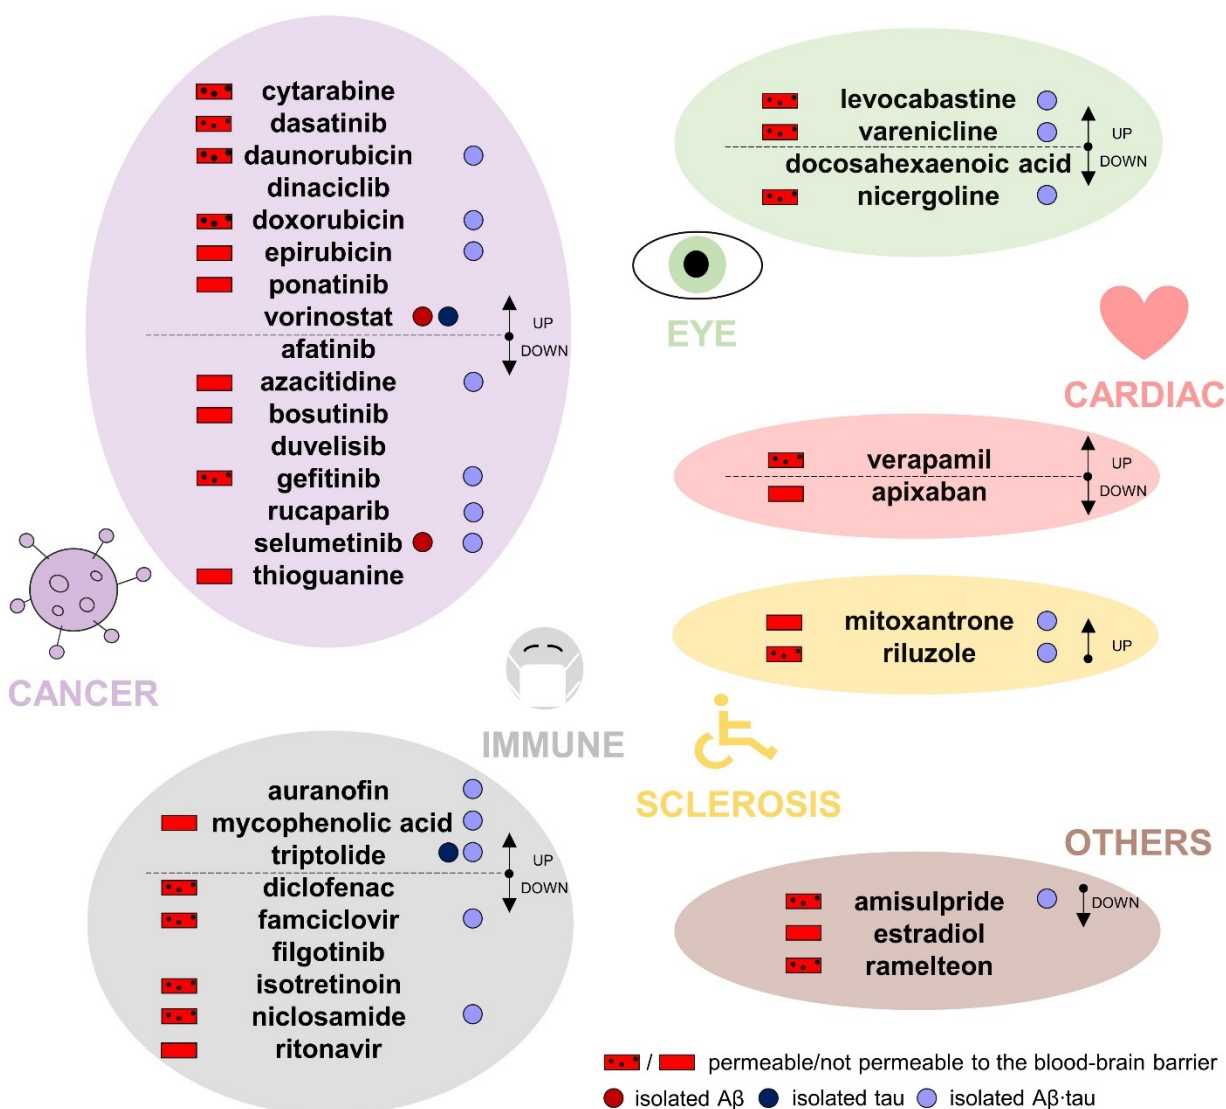 cytarabine
dasatinib
daunorubicin
dinaciclib
doxorubicin
epirubicin
ponatinib
vorinostat
UP
DOWN
afatinib
azacitidine
bosutinib
duvelisib
gefitinib
rucaparib
selumetinib
thioguanine
CANCER
levocabastine
varenicline
UP
DOWN
docosahexaenoic acid
nicergoline
EYE
CARDIAC
verapamil
UP
apixaban
DOWN
mitoxantrone
riluzole
UP
SCLEROSIS
IMMUNE
auranofin
mycophenolic acid
triptolide
UP
DOWN
diclofenac
famciclovir
filgotinib
isotretinoin
niclosamide
ritonavir
OTHERS
amisulpride
DOWN
estradiol
ramelteon
/ permeable/not permeable to the blood-brain barrier
isolated Aβ isolated tau isolated Aβ·tau